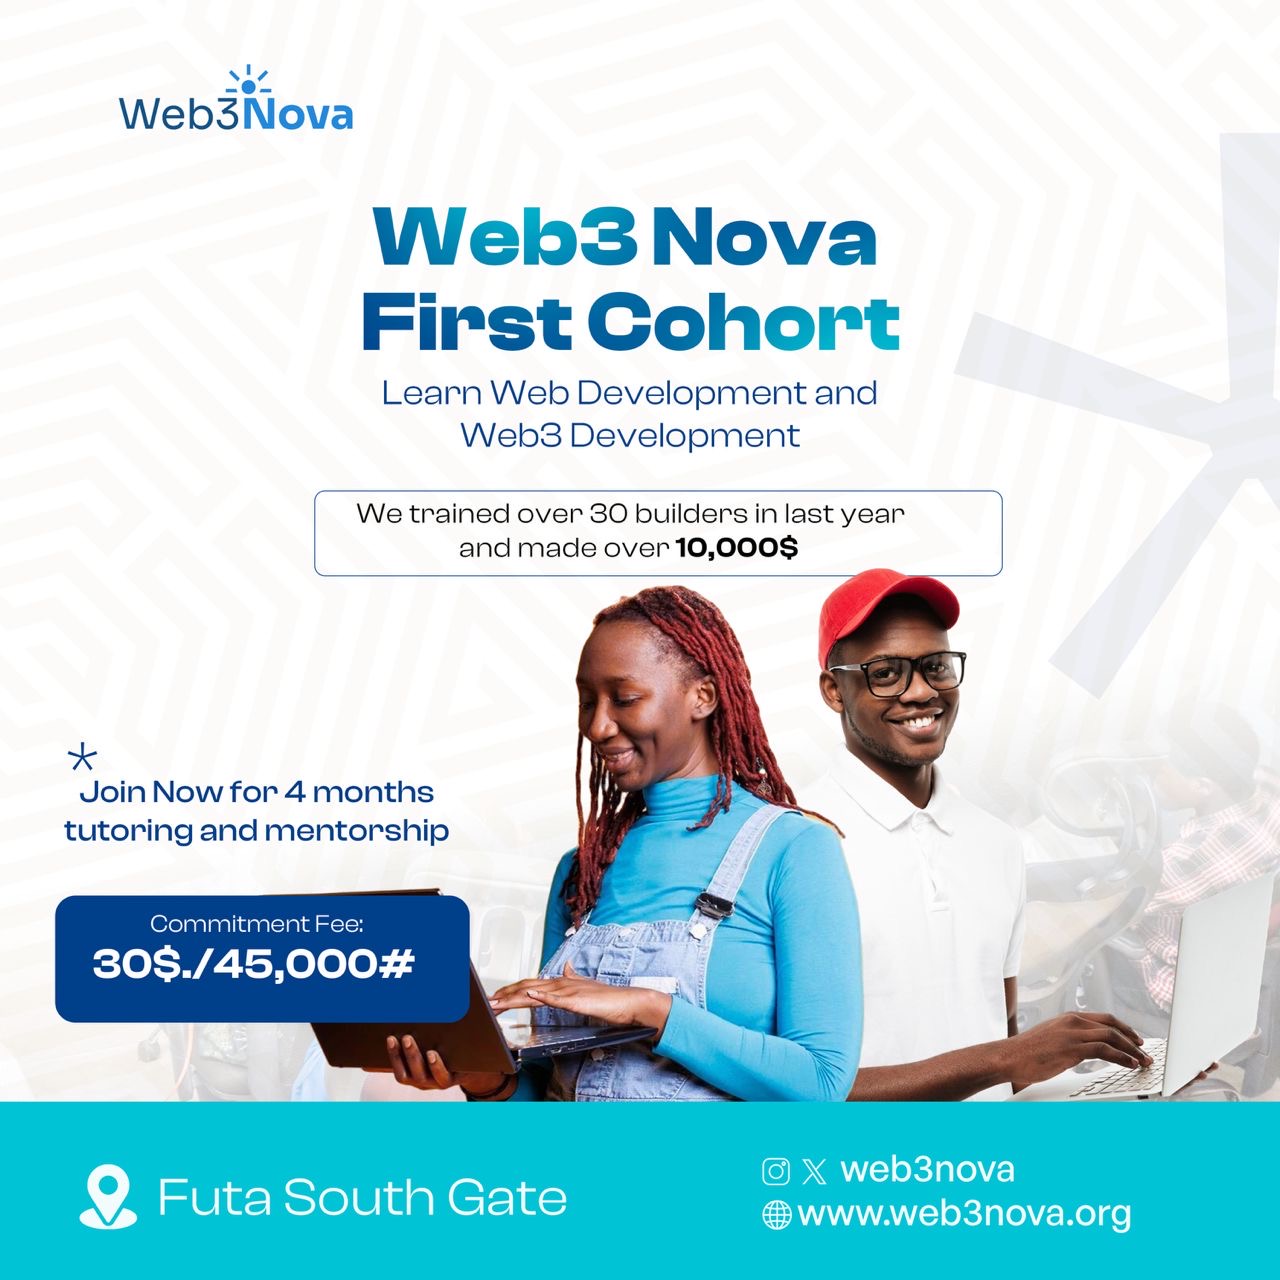 Web3Nova
Web3 Nova
First Cohort
Learn Web Development and
Web3 Development
We trained over 30 builders in last year
and made over 10,000$
Join Now for 4 months
tutoring and mentorship
Commitment Fee:
30$./45,000#
Futa South Gate
web3nova
www.web3nova.org